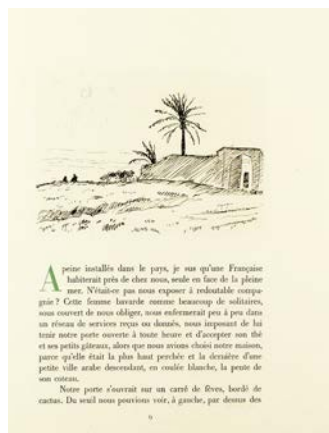 A peine installés dans le pays, je sus qu'une Française
habiterait près de chez nous, seule en face de la pleine
mer. N'était-ce pas nous exposer à redoutable compa-
gnie ? Cette femme bavarde comme beaucoup de solitaires,
sous couvert de nous obliger, nous enfermerait peu à peu dans
un réseau de services reçus ou donnés, nous imposant de lui
tenir notre porte ouverte à toute heure et d'accepter son thé
et ses petits gâteaux, alors que nous avions choisi notre maison,
parce qu'elle était la plus haut perchée et la dernière d'une
petite ville arabe descendant, en coulée blanche, la pente de
son coteau.
Notre porte s'ouvrait sur un carré de fèves, bordé de
cactus. Du seuil nous pouvions voir, à gauche, par dessus des
9